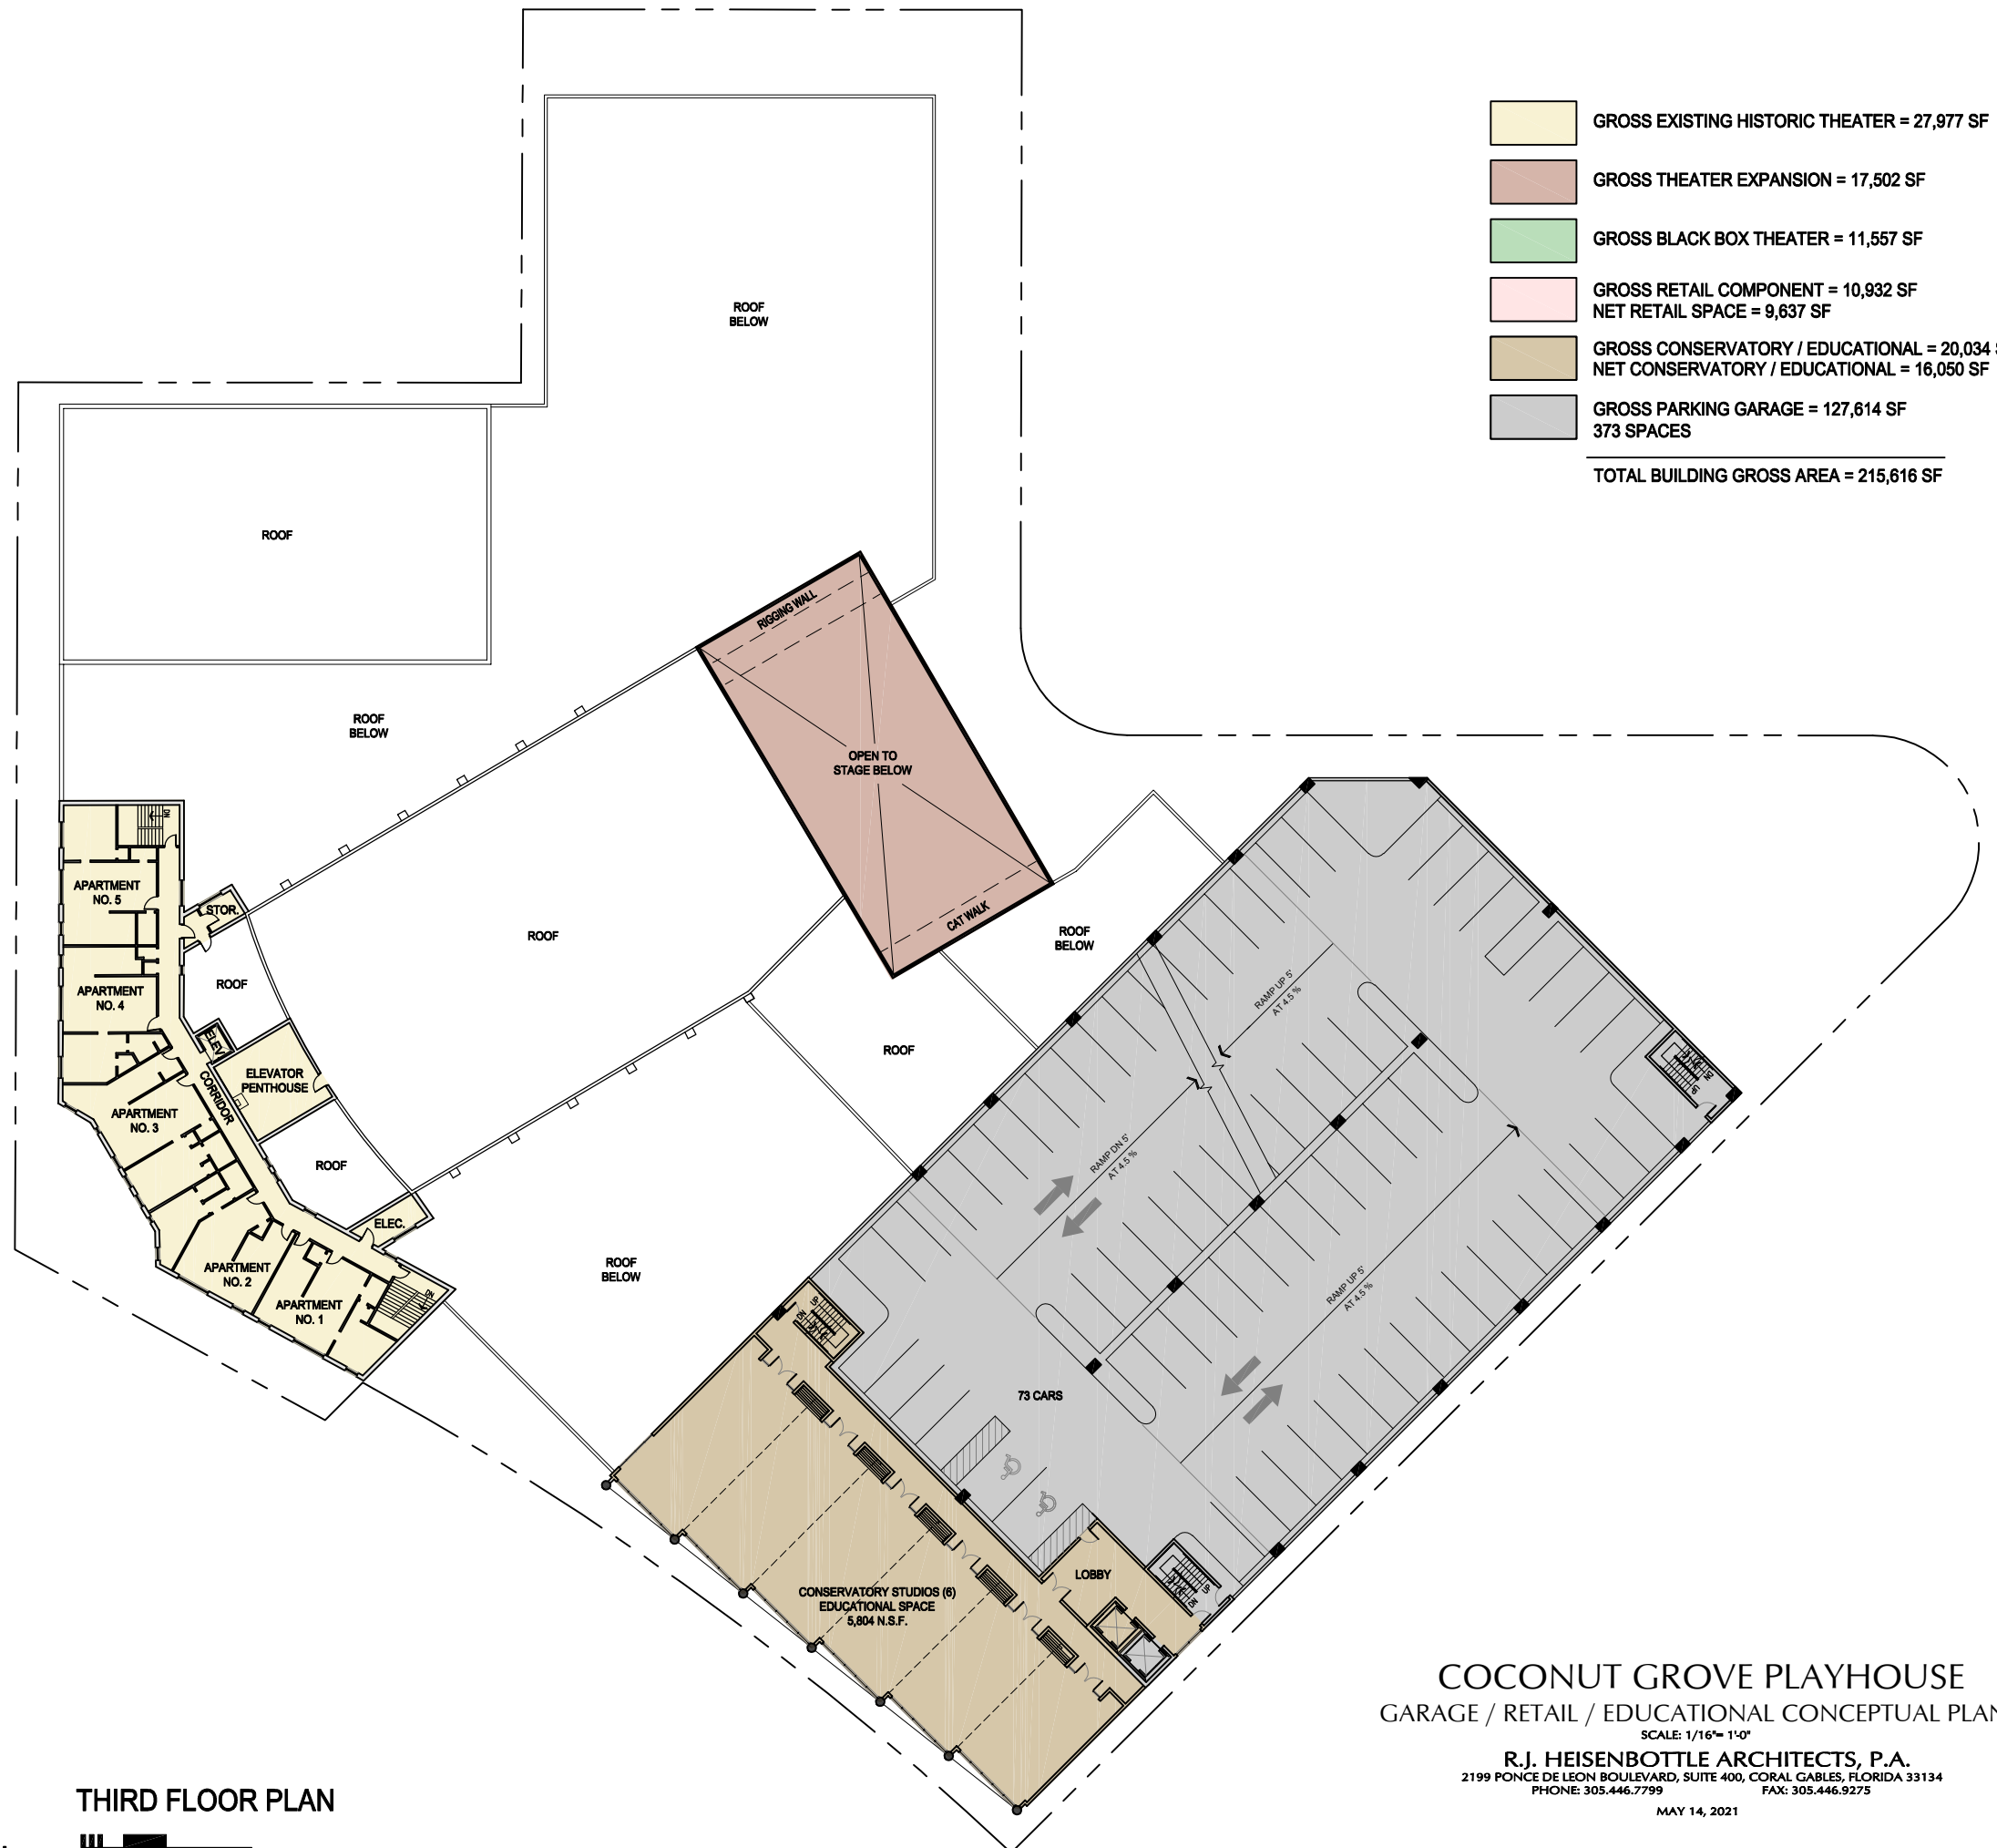 GROSS EXISTING HISTORIC THEATER = 27,977 SF
GROSS THEATER EXPANSION = 17,502 SF
GROSS BLACK BOX THEATER = 11,557 SF
GROSS RETAIL COMPONENT = 10,932 SF
NET RETAIL SPACE = 9,637 SF
GROSS CONSERVATORY / EDUCATIONAL = 20,034
NET CONSERVATORY / EDUCATIONAL = 16,050 SF
GROSS PARKING GARAGE = 127,614 SF
373 SPACES
TOTAL BUILDING GROSS AREA = 215,616 SF
ROOF
BELOW
ROOF
RIGGING WALL
ROOF
BELOW
OPEN TO
STAGE BELOW
CAT WALK
DN
APARTMENT
NO. 5
STOR.
ROOF
ROOF
BELOW
ROOF
APARTMENT
NO. 4
ELEV.
ELEVATOR
PENTHOUSE
CORRIDOR
APARTMENT
NO. 3
ROOF
ROOF
ELEC.
APARTMENT
NO. 2
APARTMENT
NO. 1
DN
ROOF
BELOW
RAMP UP 5'
AT 4.5 %
RAMP DN 5'
AT 4.5 %
RAMP UP 5'
AT 4.5 %
DN
UP
UP
DN
73 CARS
LOBBY
UP
DN
CONSERVATORY STUDIOS (6)
EDUCATIONAL SPACE
5,804 N.S.F.
COCONUT GROVE PLAYHOUSE
GARAGE / RETAIL / EDUCATIONAL CONCEPTUAL PLAN
SCALE: 1/16"= 1'-0"
R.J. HEISENBOTTLE ARCHITECTS, P.A.
2199 PONCE DE LEON BOULEVARD, SUITE 400, CORAL GABLES, FLORIDA 33134
PHONE: 305.446.7799 FAX: 305.446.9275
MAY 14, 2021
THIRD FLOOR PLAN